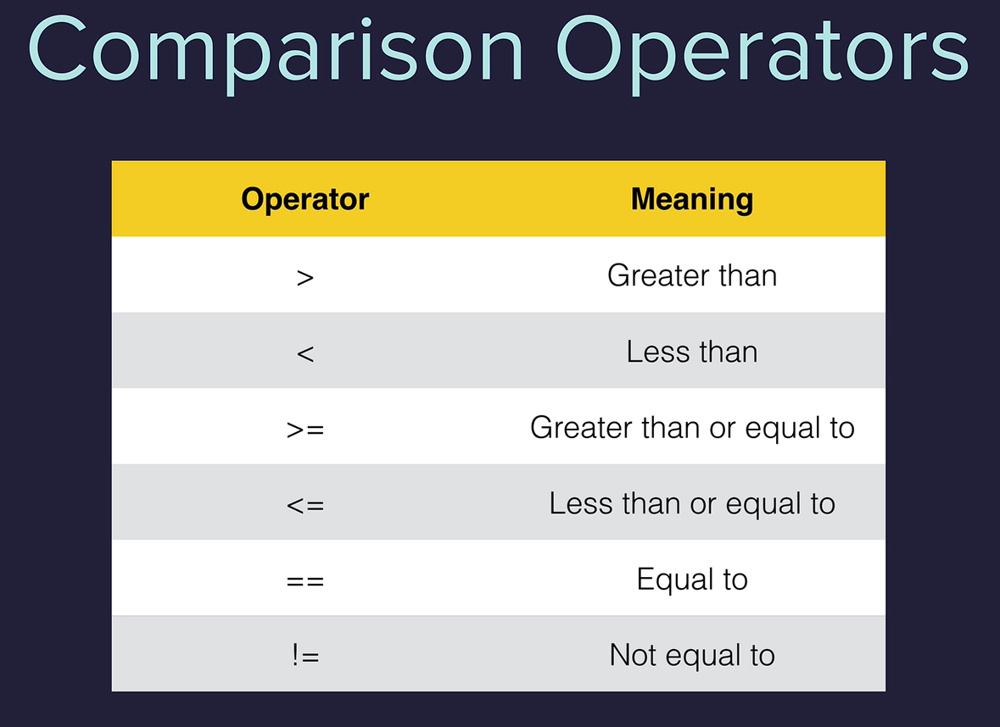 Comparison Operators
Operator Meaning
> Greater than
< Less than
>= Greater than or equal to
<= Less than or equal to
== Equal to
!= Not equal to